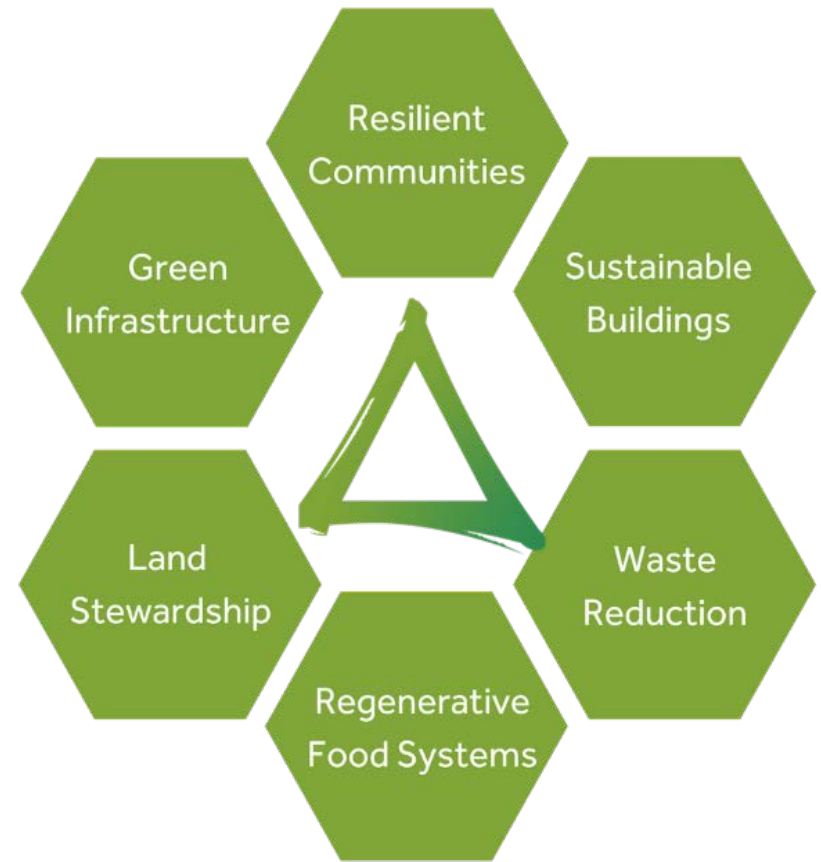 Resilient
Communities
Sustainable
Buildings
Waste
Reduction
Regenerative
Food Systems
Land
Stewardship
Green
Infrastructure